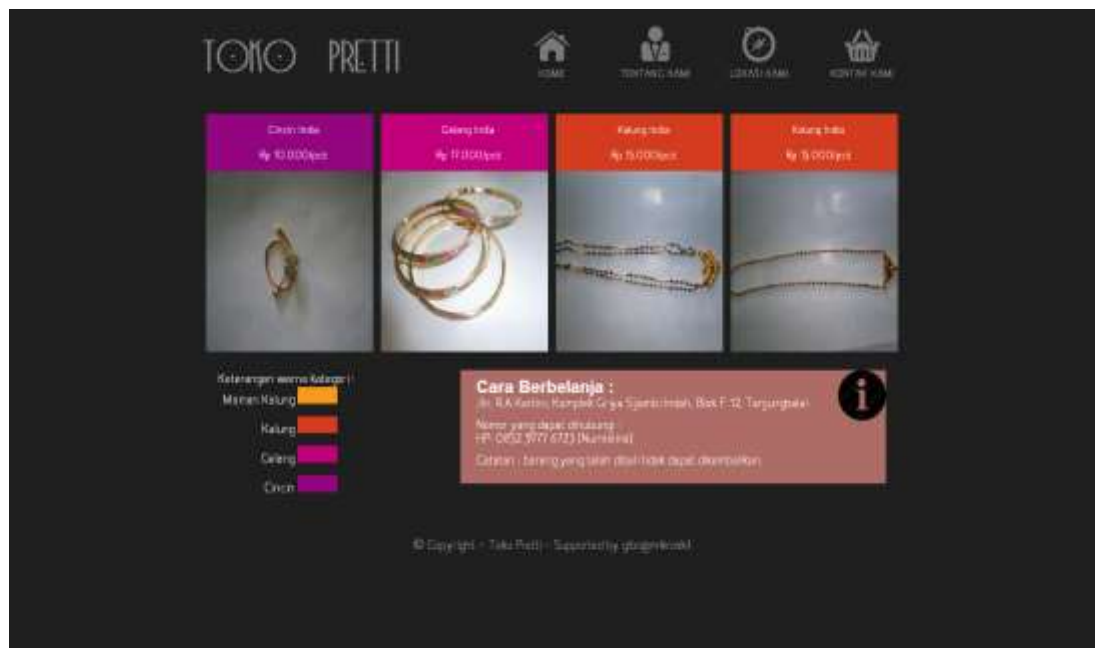 TOKO PRETTI
HOME
TENTANG KAMI
LOKASI KAMI
KONTAK KAMI
Cincin India
Rp 10.000/pcs
Gelang India
Rp 17.000/pcs
Kalung India
Rp 15.000/pcs
Kalung India
Rp 15.000/pcs
Keterangan warna Kategori:
Mainan Kalung
Kalung
Gelang
Cincin
Cara Berbelanja :
Jln. R.A Kartini, Komplek Griya Sijambi Indah, Blok F 12, Tanjungbalai
Nomor yang dapat dihubungi :
HP: 0852 9777 6723
Catatan : barang yang telah dibeli tidak dapat dikembalikan
i
© Copyright - Toko Pretti - Supported by